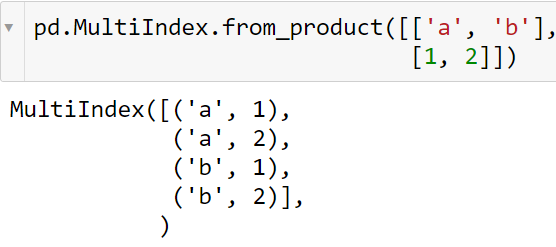 pd.MultiIndex.from_product([['a', 'b'],
[1, 2]])
MultiIndex([('a', 1),
('a', 2),
('b', 1),
('b', 2)],
)